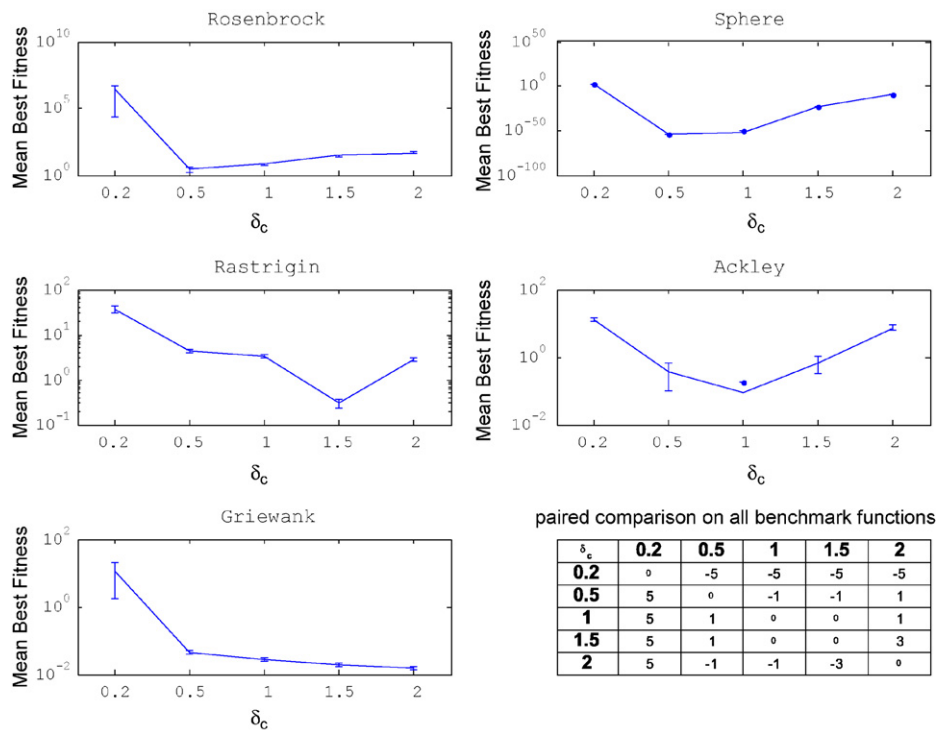 Rosenbrock
Mean Best Fitness
10^10
10^5
10^0
0.2 0.5 1 1.5 2
δc
Sphere
Mean Best Fitness
10^50
10^0
10^-50
10^-100
0.2 0.5 1 1.5 2
δc
Rastrigin
Mean Best Fitness
10^2
10^1
10^0
10^-1
0.2 0.5 1 1.5 2
δc
Ackley
Mean Best Fitness
10^2
10^0
10^-2
0.2 0.5 1 1.5 2
δc
Griewank
Mean Best Fitness
10^2
10^0
10^-2
0.2 0.5 1 1.5 2
δc
paired comparison on all benchmark functions
δc 0.2 0.5 1 1.5 2
0.2 0 -5 -5 -5 -5
0.5 5 0 -1 -1 1
1 5 1 0 0 1
1.5 5 1 0 0 3
2 5 -1 -1 -3 0